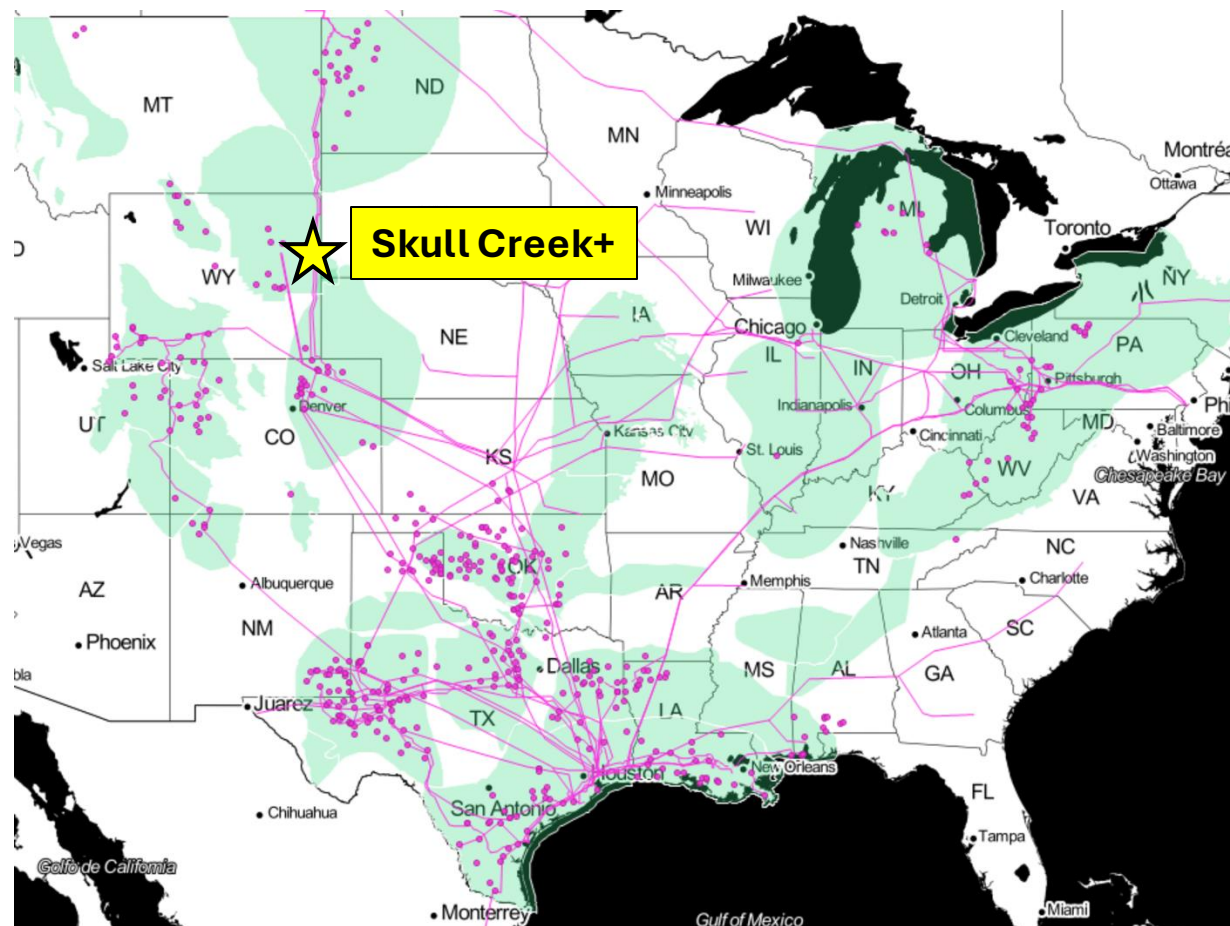 MT
ND
MN
Montréa
Ottawa
Minneapolis
MI
WI
Toronto
Skull Creek+
WY
NY
Milwaukee
Detroit
IA
Chicago
Cleveland
NE
IL
IN
OH
PA
Salt Lake City
Pittsburgh
Denver
Indianapolis
Columbus
Phi
UT
CO
Kansas City
Cincinnati
MD
Baltimore
KS
St. Louis
Washington
MO
WV
Chesapeake Bay
KY
VA
Vegas
Nashville
NC
AZ
Albuquerque
OK
TN
Charlotte
AR
Memphis
NM
SC
Phoenix
Atlanta
bla
Dallas
MS
AL
GA
Juarez
TX
LA
Houston
New Orleans
San Antonio
FL
Chihuahua
Tampa
Golfo de California
Monterrey
Gulf of Mexico
Miami